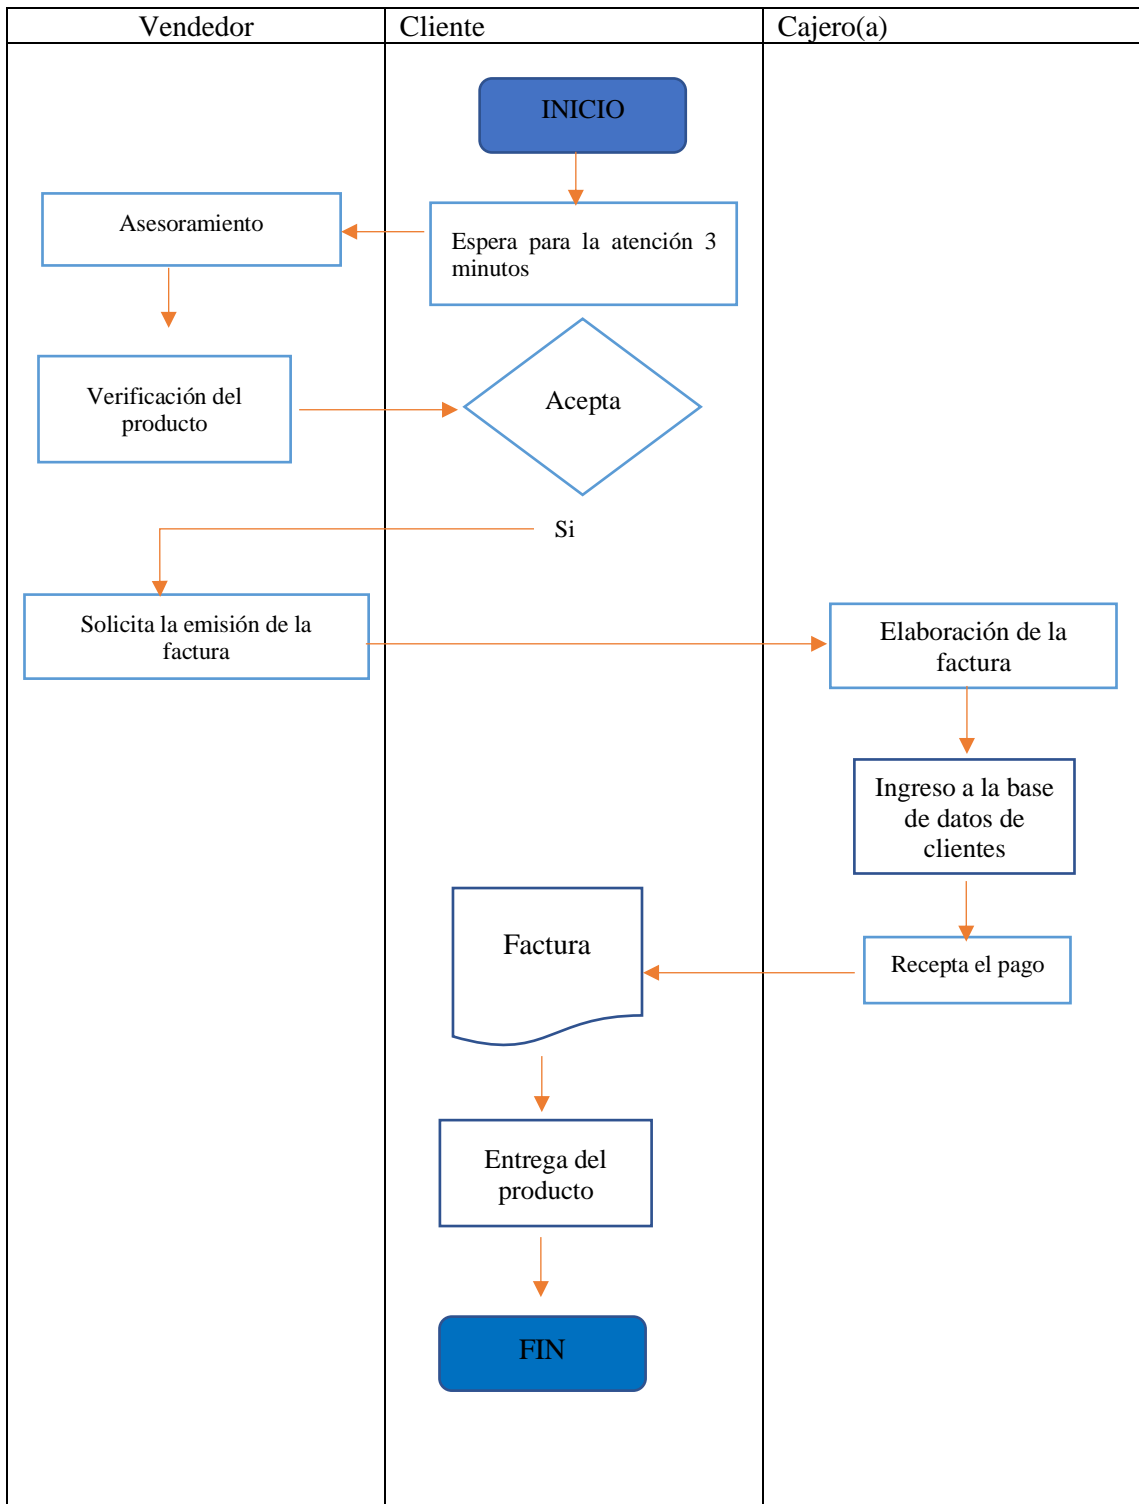 Vendedor
Cliente
Cajero(a)
INICIO
Asesoramiento
Espera para la atención 3
minutos
Verificación del
producto
Acepta
Si
Solicita la emisión de la
factura
Elaboración de la
factura
Ingreso a la base
de datos de
clientes
Factura
Recepta el pago
Entrega del
producto
FIN